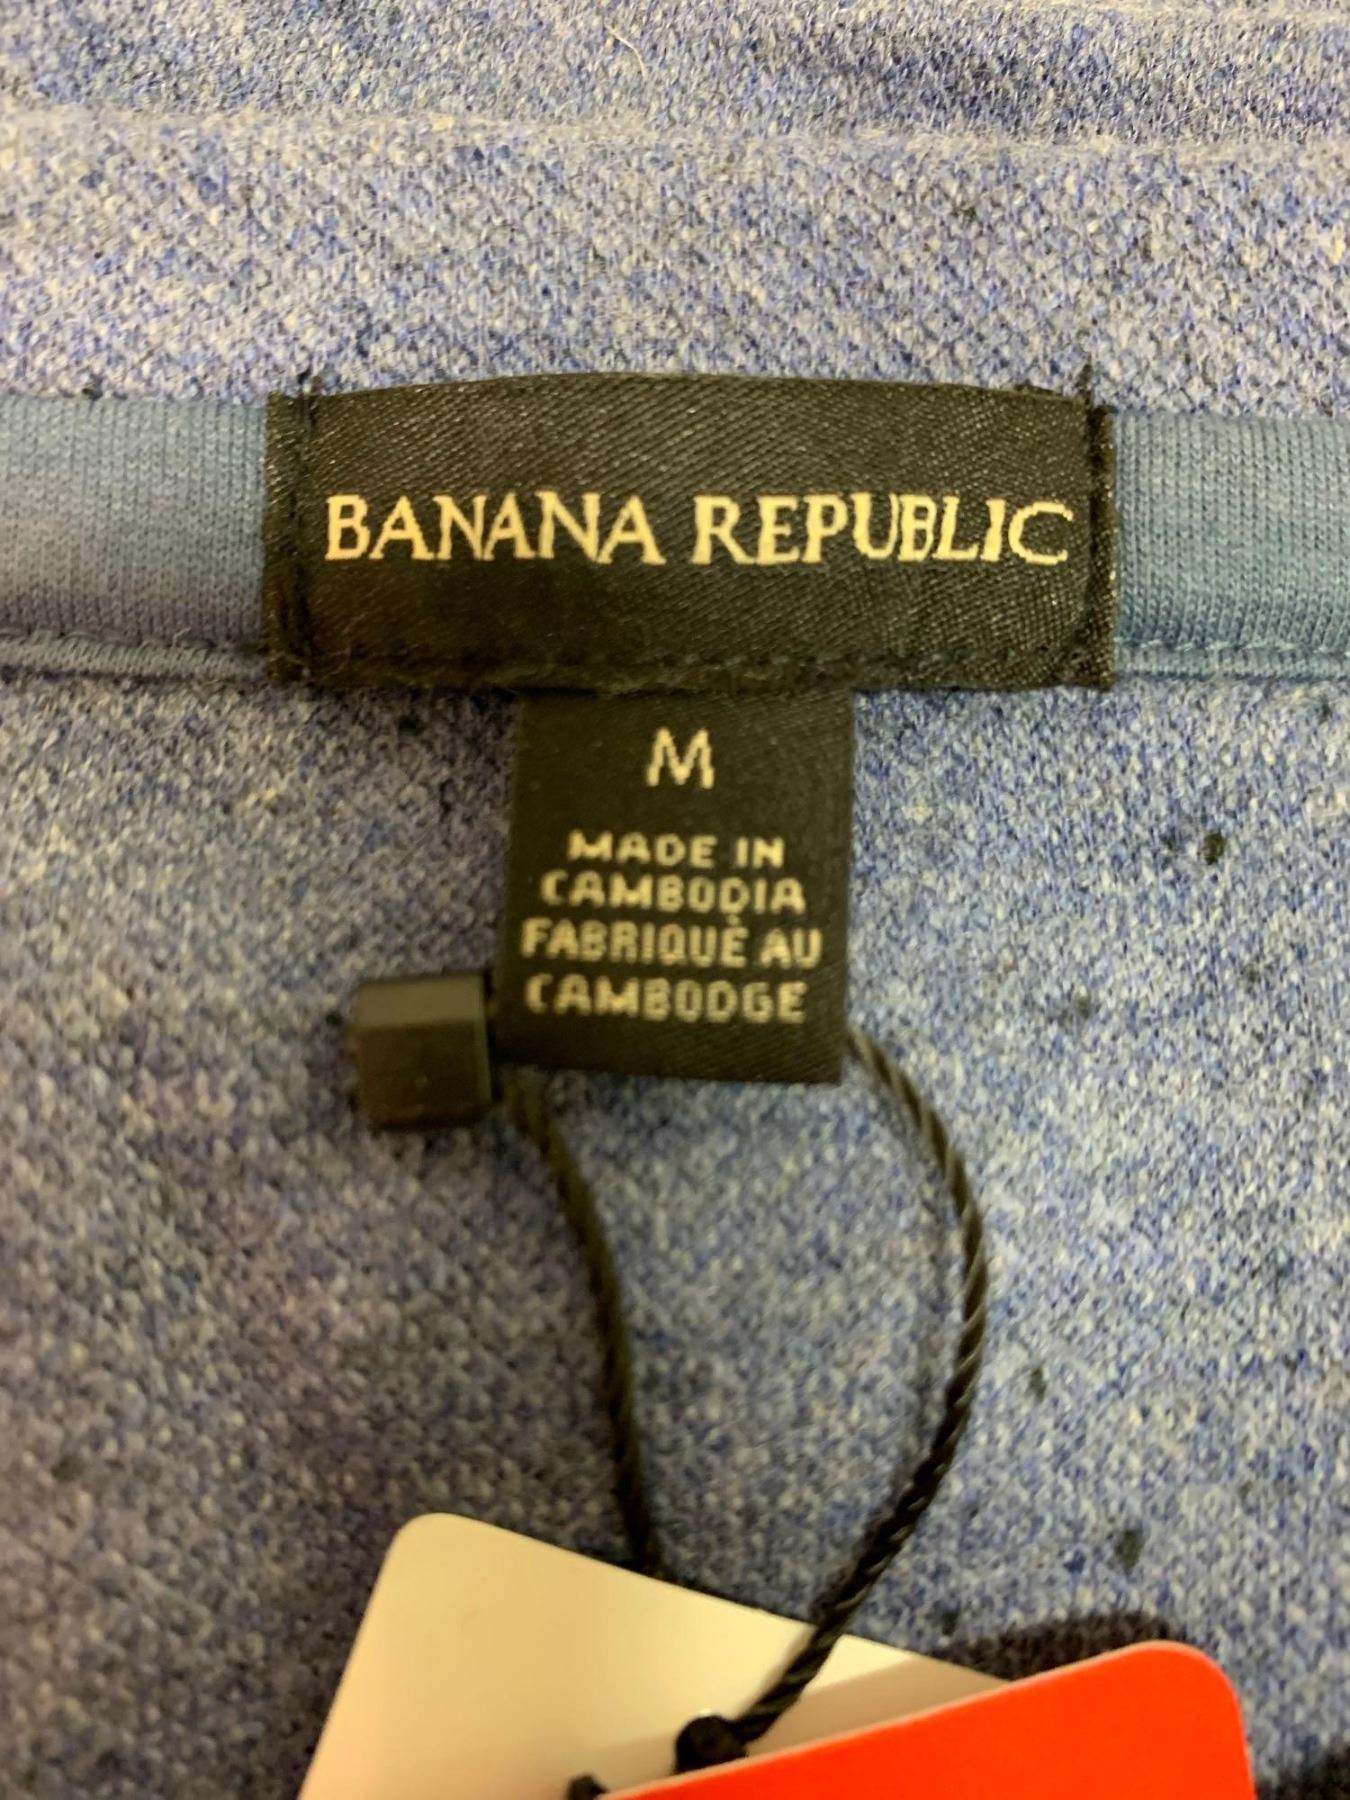 BANANA REPUBLIC
M
MADE IN
CAMBODIA
FABRIQUÉ AU
CAMBODGE